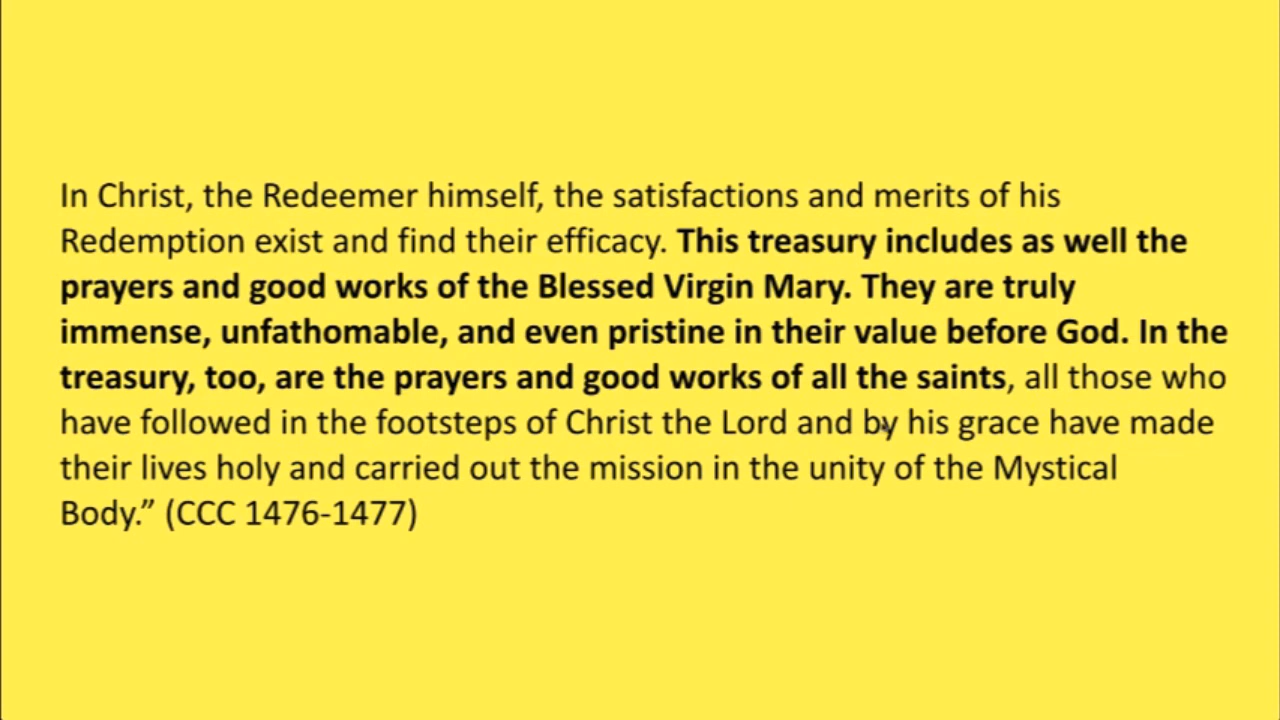 In Christ, the Redeemer himself, the satisfactions and merits of his
Redemption exist and find their efficacy. This treasury includes as well the
prayers and good works of the Blessed Virgin Mary. They are truly
immense, unfathomable, and even pristine in their value before God. In the
treasury, too, are the prayers and good works of all the saints, all those who
have followed in the footsteps of Christ the Lord and by his grace have made
their lives holy and carried out the mission in the unity of the Mystical
Body.” (CCC 1476-1477)